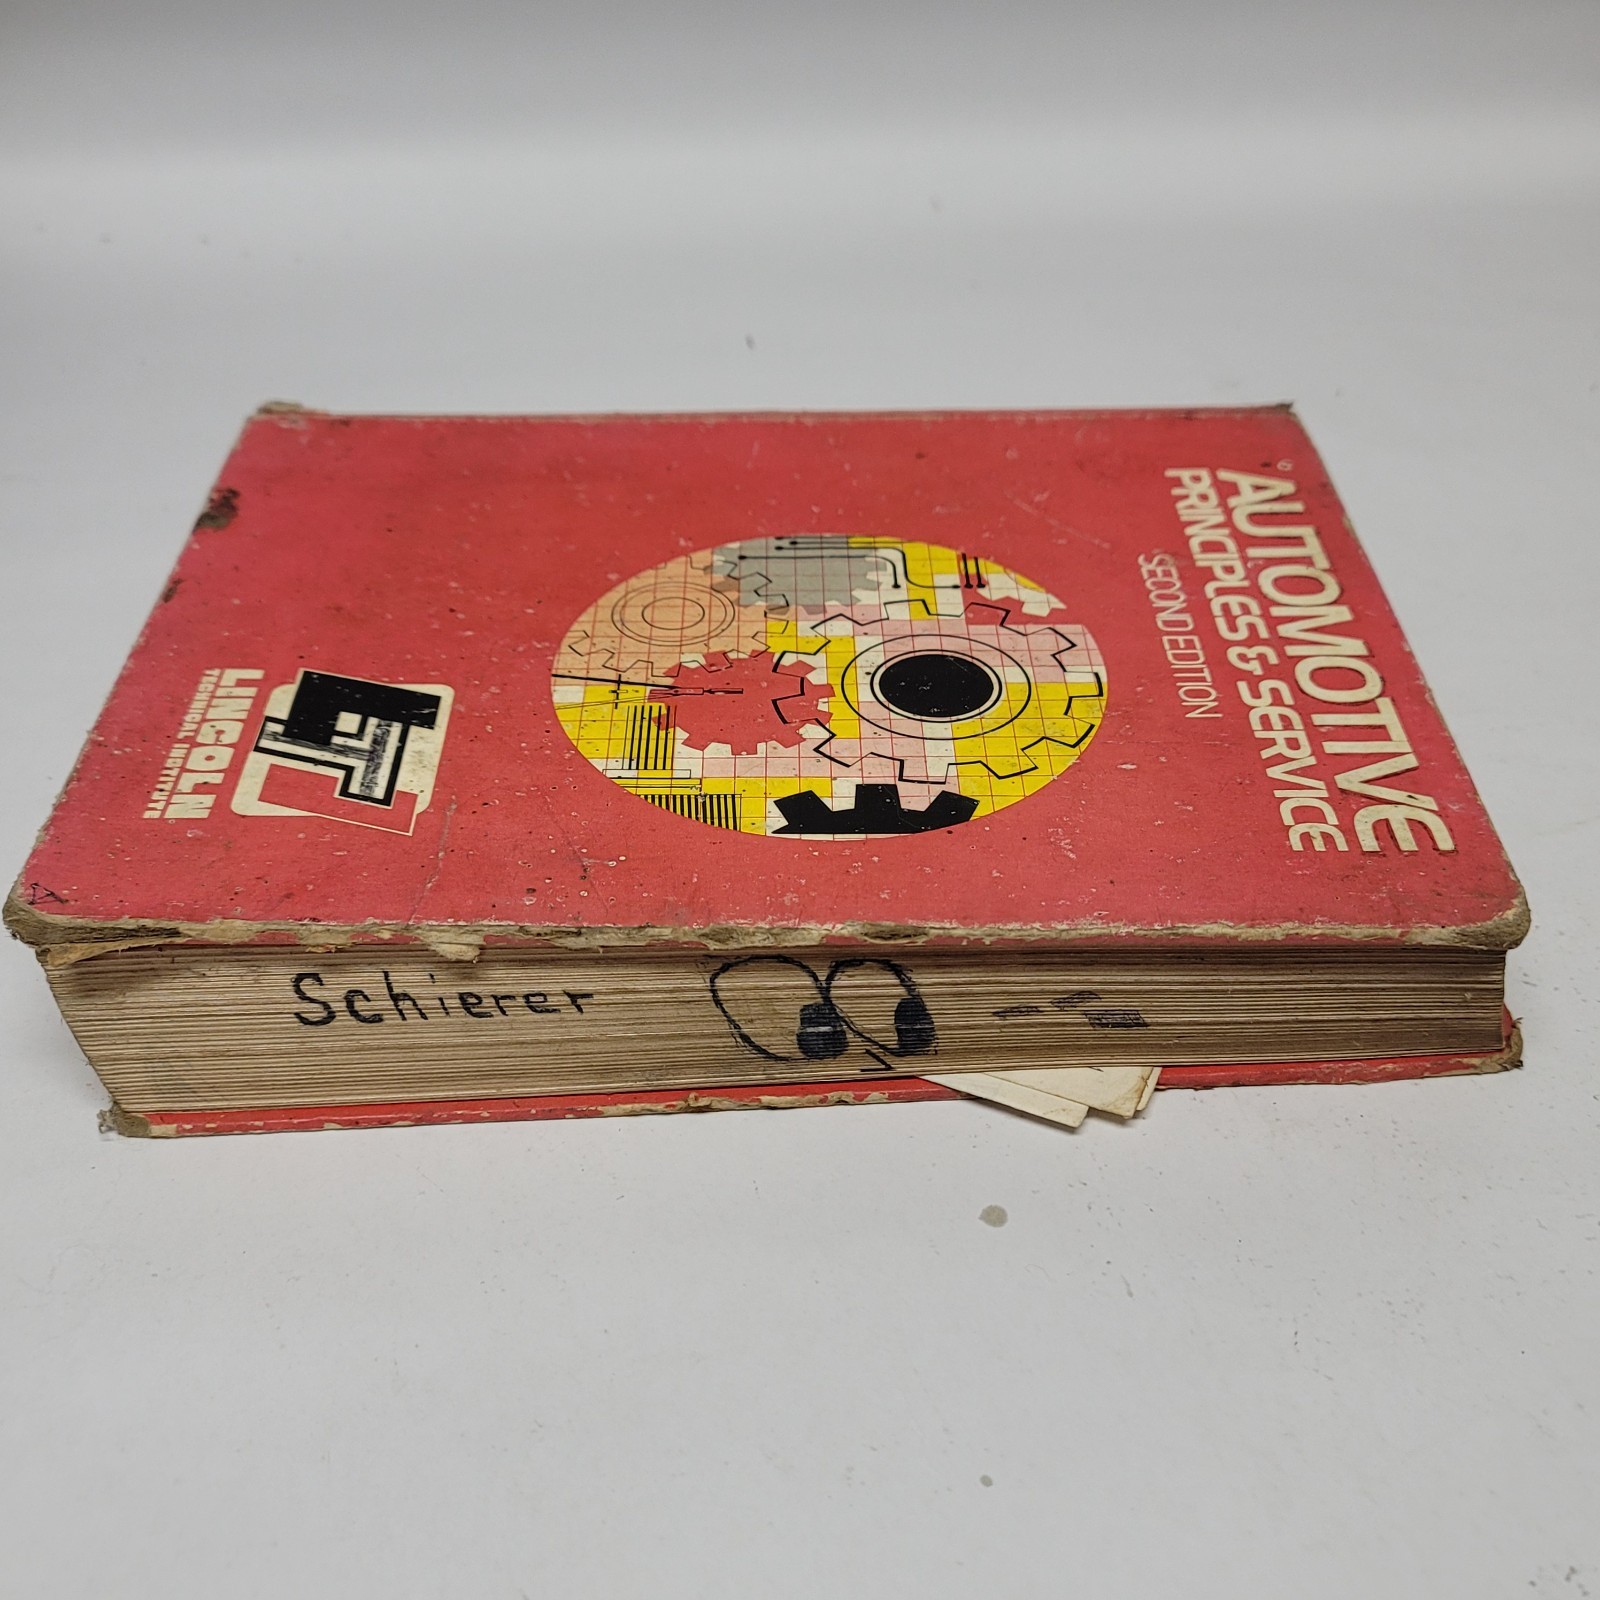 AUTOMOTIVE
PRINCIPLES & SERVICE
SECOND EDITION
LINCOLN
TECHNICAL INSTITUTE
Schierer